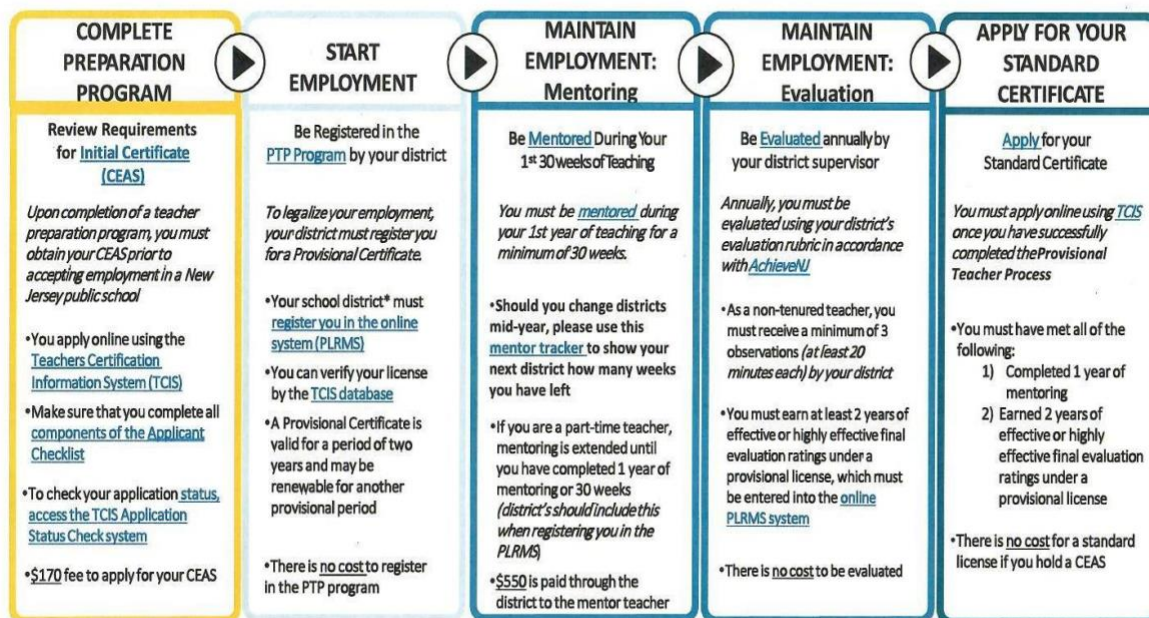 COMPLETE
PREPARATION
PROGRAM
Review Requirements
for Initial Certificate
(CEAS)
Upon completion of a teacher
preparation program, you must
obtain your CEAS prior to
accepting employment in a New
Jersey public school
•You apply online using the
Teachers Certification
Information System (TCIS)
•Make sure that you complete all
components of the Applicant
Checklist
•To check your application status,
access the TCIS Application
Status Check system
•$170 fee to apply for your CEAS
START
EMPLOYMENT
Be Registered in the
PTP Program by your district
To legalize your employment,
your district must register you
for a Provisional Certificate.
•Your school district* must
register you in the online
system (PLRMS)
•You can verify your license
by the TCIS database
•A Provisional Certificate is
valid for a period of two
years and may be
renewable for another
provisional period
•There is no cost to register
in the PTP program
MAINTAIN
EMPLOYMENT:
Mentoring
Be Mentored During Your
1st 30 weeks of Teaching
You must be mentored during
your 1st year of teaching for a
minimum of 30 weeks.
•Should you change districts
mid-year, please use this
mentor tracker to show your
next district how many weeks
you have left
•If you are a part-time teacher,
mentoring is extended until
you have completed 1 year of
mentoring or 30 weeks
(district's should include this
when registering you in the
PLRMS)
•$550 is paid through the
district to the mentor teacher
MAINTAIN
EMPLOYMENT:
Evaluation
Be Evaluated annually by
your district supervisor
Annually, you must be
evaluated using your district's
evaluation rubric in accordance
with AchieveNJ
•As a non-tenured teacher, you
must receive a minimum of 3
observations (at least 20
minutes each) by your district
•You must earn at least 2 years of
effective or highly effective final
evaluation ratings under a
provisional license, which must
be entered into the online
PLRMS system
•There is no cost to be evaluated
APPLY FOR YOUR
STANDARD
CERTIFICATE
Apply for your
Standard Certificate
You must apply online using TCIS
once you have successfully
completed the Provisional
Teacher Process
•You must have met all of the
following:
1) Completed 1 year of
mentoring
2) Earned 2 years of
effective or highly
effective final evaluation
ratings under a
provisional license
•There is no cost for a standard
license if you hold a CEAS